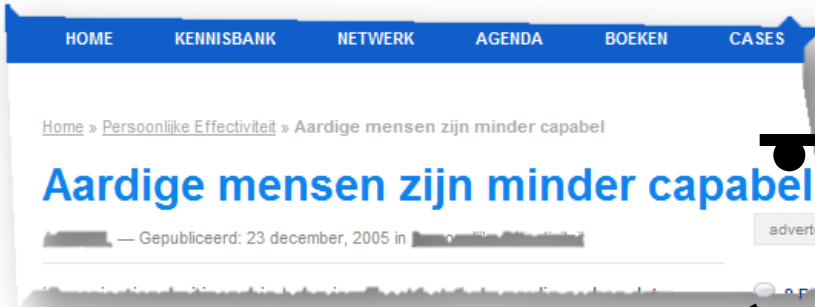 HOME KENNISBANK NETWERK AGENDA BOEKEN CASES
Home » Persoonlijke Effectiviteit » Aardige mensen zijn minder capabel
Aardige mensen zijn minder capabel
— Gepubliceerd: 23 december, 2005 in